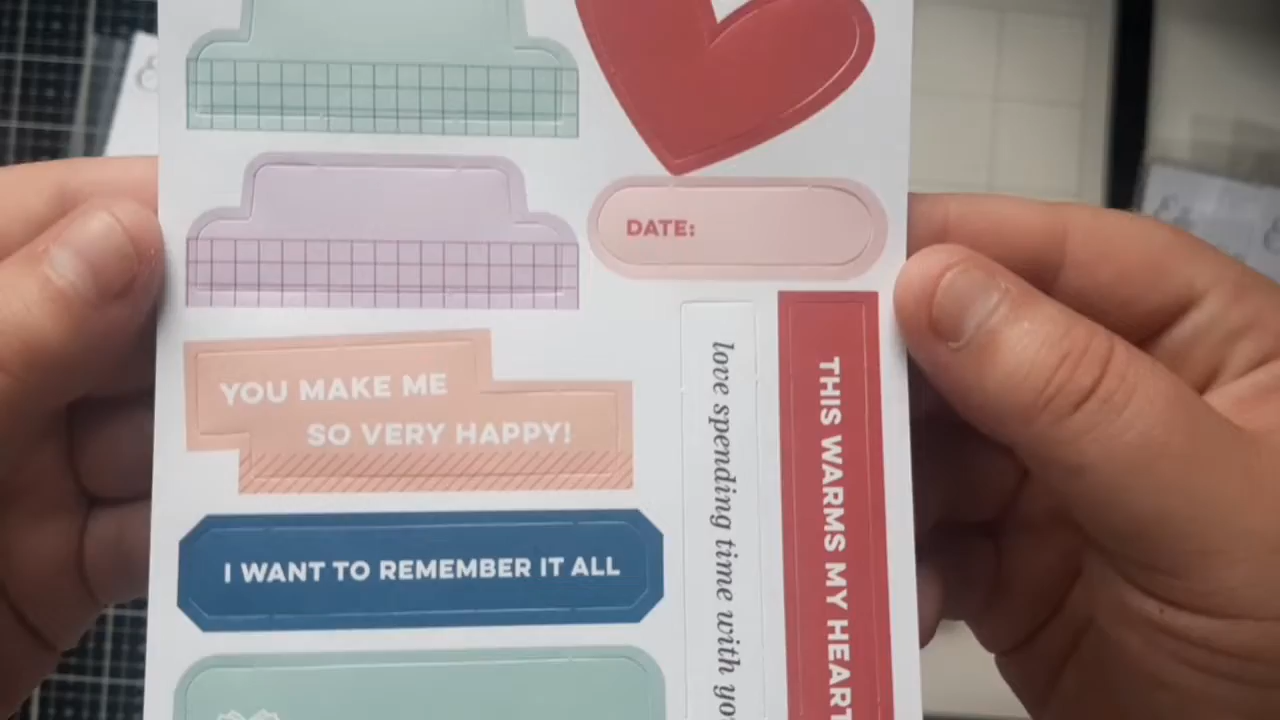 DATE:
YOU MAKE ME
SO VERY HAPPY!
I WANT TO REMEMBER IT ALL
love spending time with
THIS WARMS MY HEART